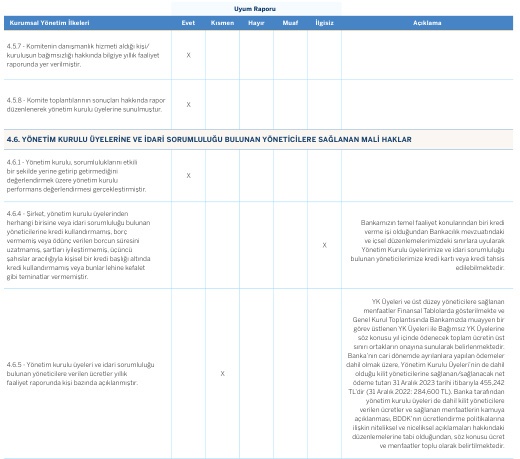 Uyum Raporu
Kurumsal Yönetim İlkeleri Evet Kısmen Hayır Muaf İlgisiz Açıklama
4.5.7 - Komitenin danışmanlık hizmeti aldığı kişi/
kuruluşun bağımsızlığı hakkında bilgiye yıllık faaliyet
raporunda yer verilmiştir.
X
4.5.8 - Komite toplantılarının sonuçları hakkında rapor
düzenlenerek yönetim kurulu üyelerine sunulmuştur.
X
4.6. YÖNETİM KURULU ÜYELERİNE VE İDARİ SORUMLULUĞU BULUNAN YÖNETİCİLERE SAĞLANAN MALİ HAKLAR
4.6.1 - Yönetim kurulu, sorumluluklarını etkili
bir şekilde yerine getirip getirmediğini
değerlendirmek üzere yönetim kurulu
performans değerlendirmesi gerçekleştirmiştir.
X
4.6.4 - Şirket, yönetim kurulu üyelerinden
herhangi birisine veya idari sorumluluğu bulunan
yöneticilerine kredi kullandırmamış, borç
vermemiş veya ödünç verilen borcun süresini
uzatmamış, şartları iyileştirmemiş, üçüncü
şahıslar aracılığıyla kişisel bir kredi başlığı altında
kredi kullandırmamış veya bunlar lehine kefalet
gibi teminatlar vermemiştir.
X
Bankamızın temel faaliyet konularından biri kredi
verme işi olduğundan Bankacılık mevzuatındaki
ve içsel düzenlemelerimizdeki sınırlara uyularak
Yönetim Kurulu üyelerimize ve idari sorumluluğu
bulunan yöneticilerimize kredi kartı veya kredi tahsis
edilebilmektedir.
4.6.5 - Yönetim kurulu üyeleri ve idari sorumluluğu
bulunan yöneticilere verilen ücretler yıllık
faaliyet raporunda kişi bazında açıklanmıştır.
X
YK Üyeleri ve üst düzey yöneticilere sağlanan
menfaatler Finansal Tablolarda gösterilmekte ve
Genel Kurul Toplantısında Bankamızda muayyen bir
görev üstlenen YK Üyeleri ile Bağımsız YK Üyelerine
söz konusu yıl içinde ödenecek toplam ücretin üst
sınırı ortakların onayına sunularak belirlenmektedir.
Banka'nın cari dönemde ayrılanlara yapılan ödemeler
dahil olmak üzere, Yönetim Kurulu Üyeleri'nin de dahil
olduğu kilit yöneticilerine sağlanan/sağlanacak net
ödeme tutarı 31 Aralık 2023 tarihi itibarıyla 455,242
TL'dir (31 Aralık 2022: 284,600 TL). Banka tarafından
yönetim kurulu üyeleri de dahil kilit yöneticilere
verilen ücretler ve sağlanan menfaatlerin kamuya
açıklanması, BDDK'nın ücretlendirme politikalarına
ilişkin niteliksel ve niceliksel açıklamaları hakkındaki
düzenlemelerine tabi olduğundan, söz konusu ücret
ve menfaatler toplu olarak belirtilmektedir.